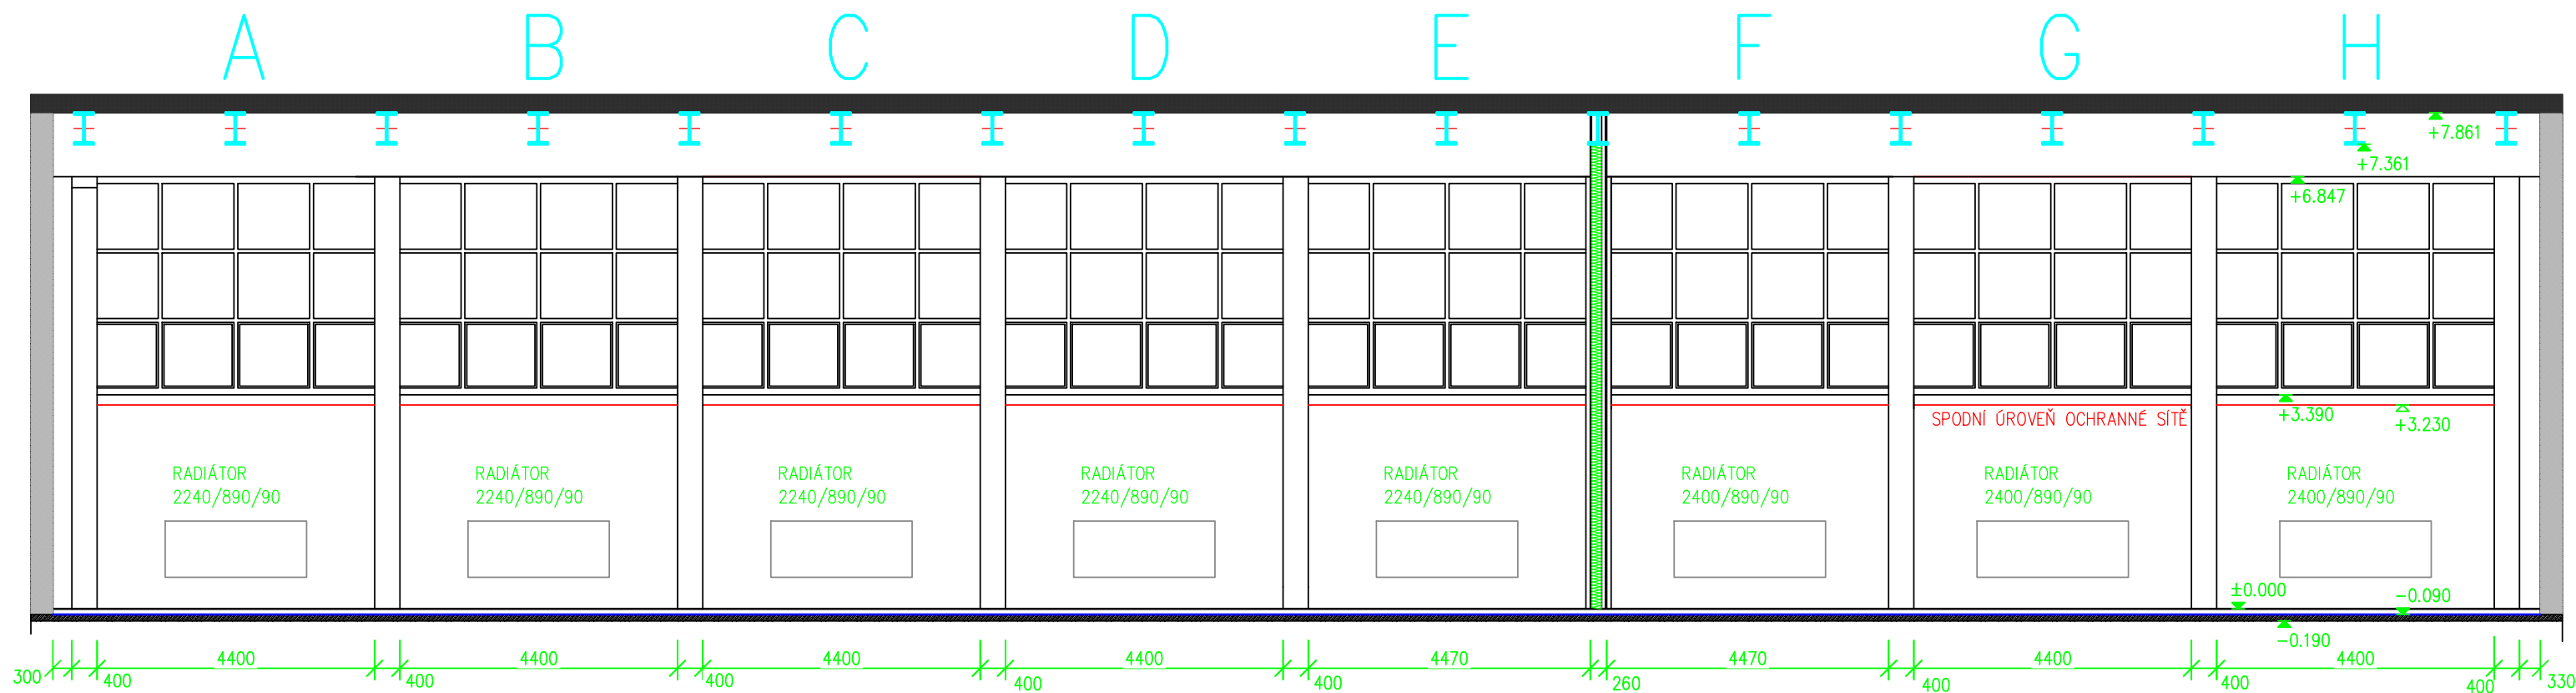 A B C D E F G H
+7.861
+7.361
+6.847
+3.390
+3.230
SPODNÍ ÚROVEŇ OCHRANNÉ SÍTĚ
RADIÁTOR
2240/890/90
RADIÁTOR
2240/890/90
RADIÁTOR
2240/890/90
RADIÁTOR
2240/890/90
RADIÁTOR
2240/890/90
RADIÁTOR
2400/890/90
RADIÁTOR
2400/890/90
RADIÁTOR
2400/890/90
±0.000
-0.090
-0.190
4400 4400 4400 4400 4470 4470 4400 4400
300 400 400 400 400 400 260 400 400 400 330